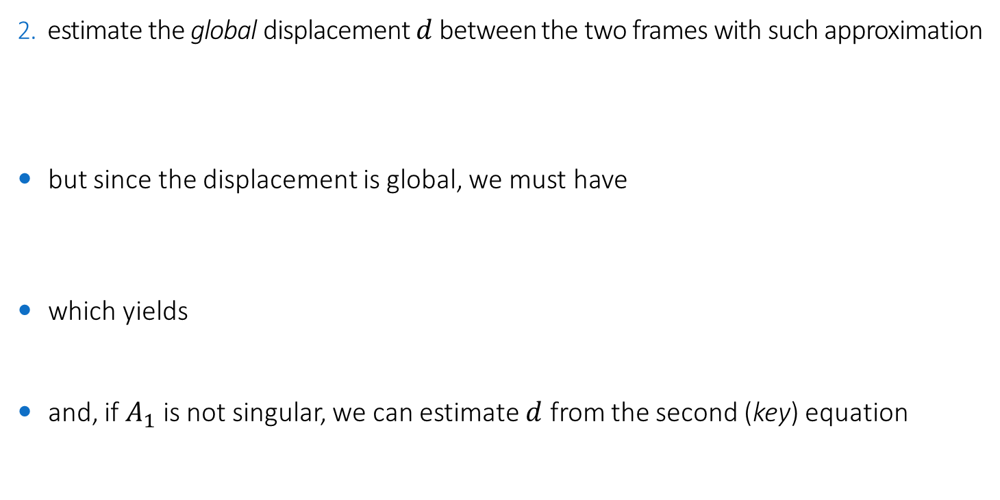 2. estimate the global displacement d between the two frames with such approximation
• but since the displacement is global, we must have
• which yields
• and, if A₁ is not singular, we can estimate d from the second (key) equation